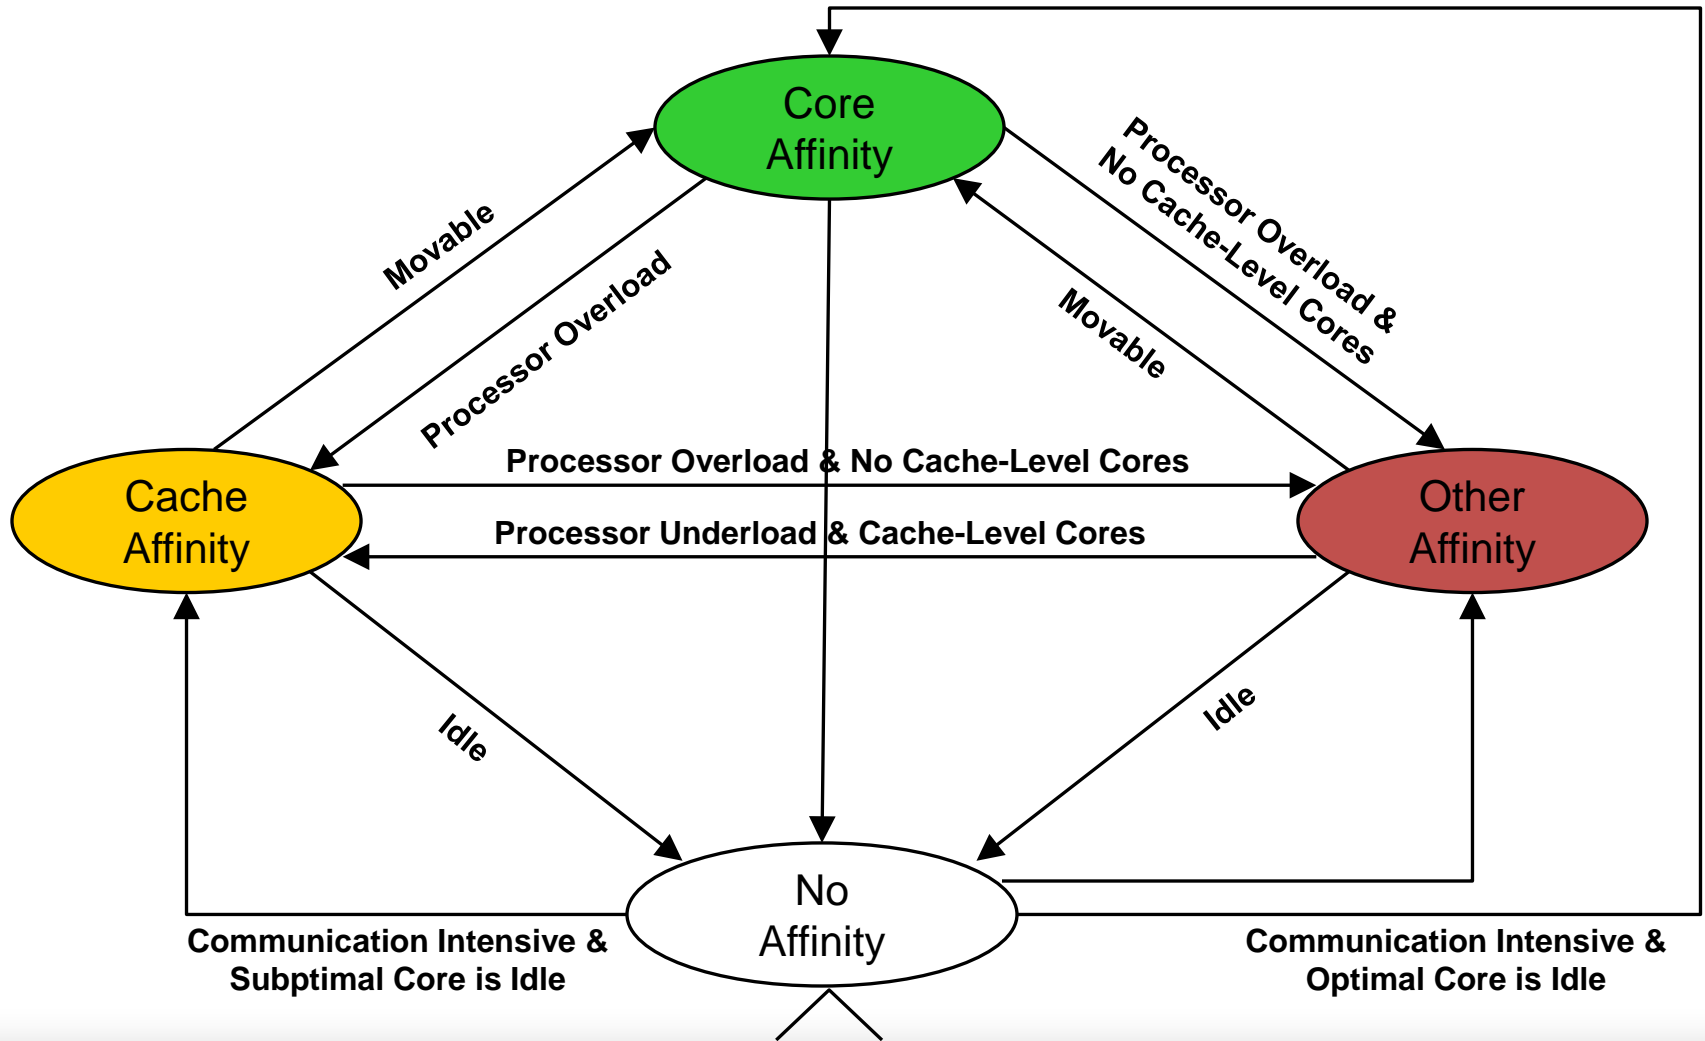 Core
Affinity
Processor Overload &
No Cache-Level Cores
Movable
Processor Overload
Movable
Processor Overload & No Cache-Level Cores
Cache
Affinity
Other
Affinity
Processor Underload & Cache-Level Cores
Idle
Idle
No
Affinity
Communication Intensive &
Subptimal Core is Idle
Communication Intensive &
Optimal Core is Idle